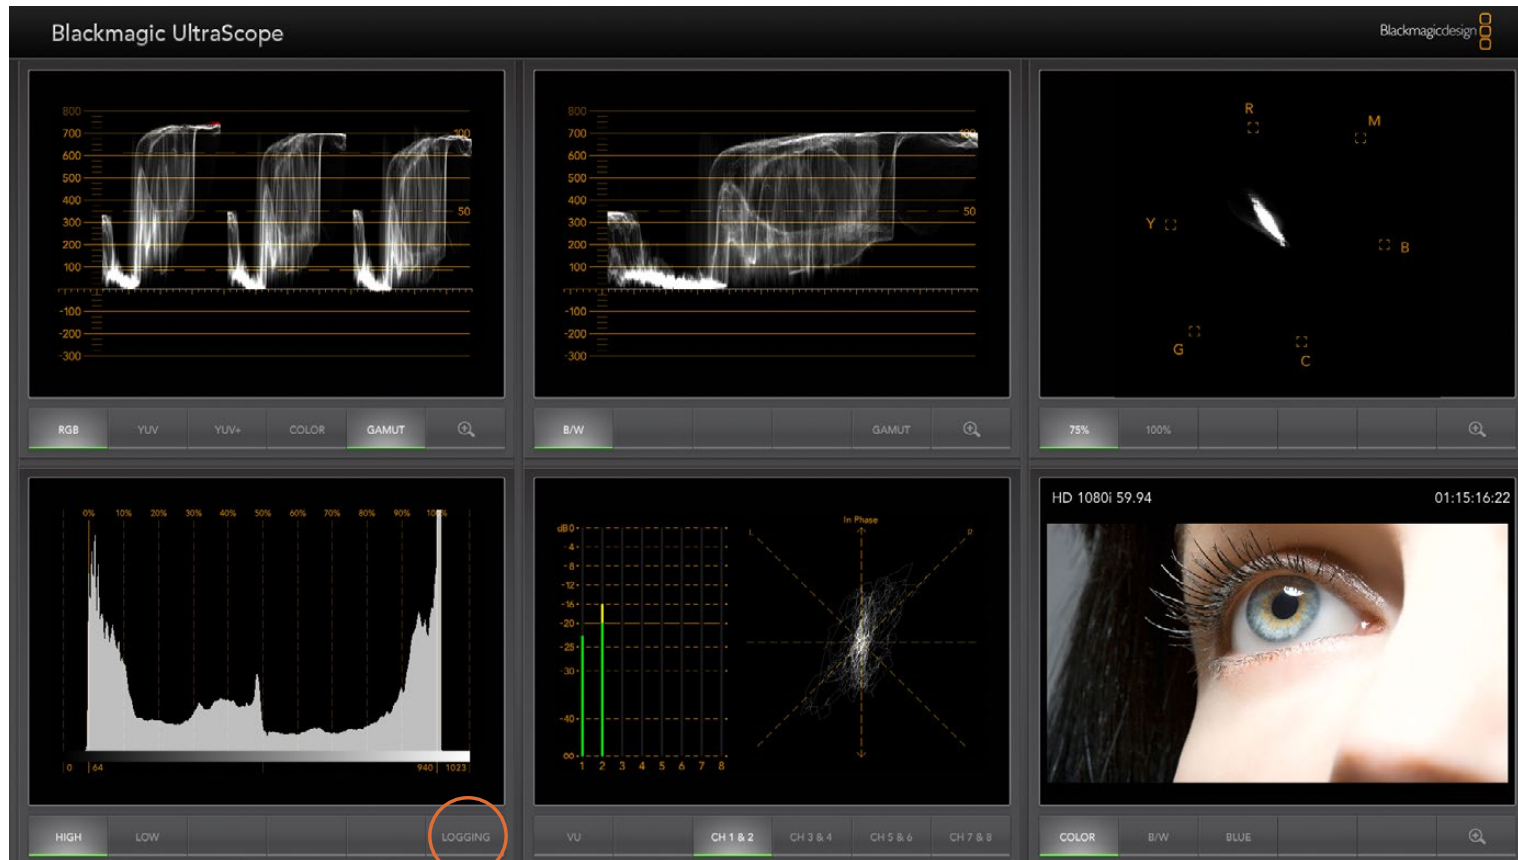 Blackmagic UltraScope
Blackmagicdesign
800
700
600
500
400
300
200
100
-100
-200
-300
100
50
800
700
600
500
400
300
200
100
-100
-200
-300
100
50
R
M
Y
B
G
C
RGB YUV YUV+ COLOR GAMUT
B/W GAMUT
75% 100%
0% 10% 20% 30% 40% 50% 60% 70% 80% 90% 100%
0 64 940 1023
dB 0
-4
-8
-12
-16
-20
-25
-30
-40
∞
1 2 3 4 5 6 7 8
In Phase
L R
HD 1080i 59.94 01:15:16:22
HIGH LOW LOGGING
VU CH 1 & 2 CH 3 & 4 CH 5 & 6 CH 7 & 8
COLOR B/W BLUE